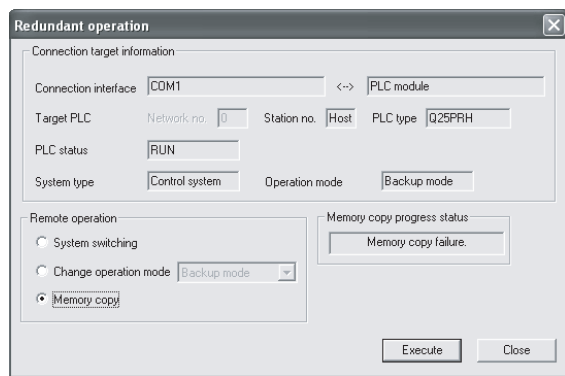 Redundant operation
Connection target information
Connection interface COM1 <--> PLC module
Target PLC Network no. 0 Station no. Host PLC type Q25PRH
PLC status RUN
System type Control system Operation mode Backup mode
Remote operation
System switching
Change operation mode Backup mode
Memory copy
Memory copy progress status
Memory copy failure.
Execute Close